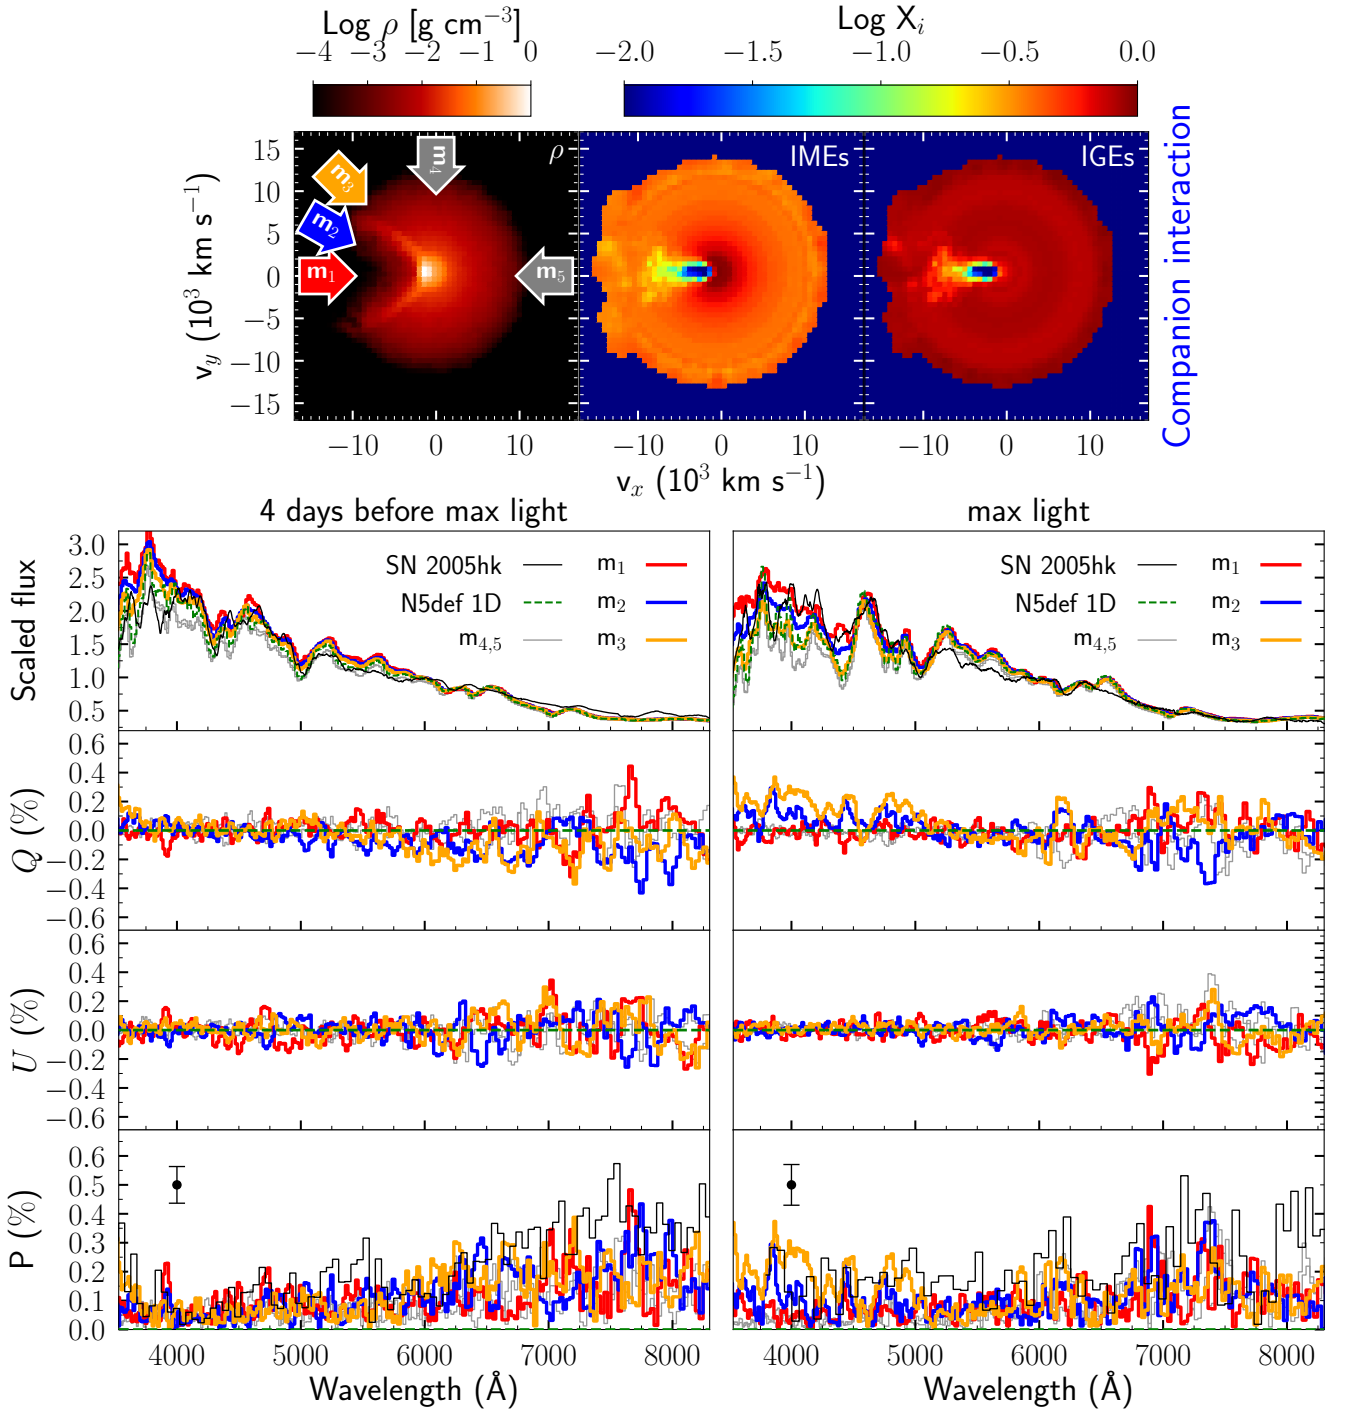 Log ρ [g cm⁻³]
−4 −3 −2 −1 0
Log Xᵢ
−2.0 −1.5 −1.0 −0.5 0.0
v_y (10³ km s⁻¹)
15
10
5
0
−5
−10
−15
m₁
m₂
m₃
m₄
m₅
ρ
IMEs
IGEs
Companion interaction
−10 0 10
−10 0 10
−10 0 10
v_x (10³ km s⁻¹)
4 days before max light
Scaled flux
3.0
2.5
2.0
1.5
1.0
0.5
SN 2005hk
N5def 1D
m₄,₅
m₁
m₂
m₃
max light
SN 2005hk
N5def 1D
m₄,₅
m₁
m₂
m₃
Q (%)
0.6
0.4
0.2
0.0
−0.2
−0.4
−0.6
U (%)
0.6
0.4
0.2
0.0
−0.2
−0.4
−0.6
P (%)
0.6
0.5
0.4
0.3
0.2
0.1
0.0
4000 5000 6000 7000 8000
Wavelength (Å)
4000 5000 6000 7000 8000
Wavelength (Å)